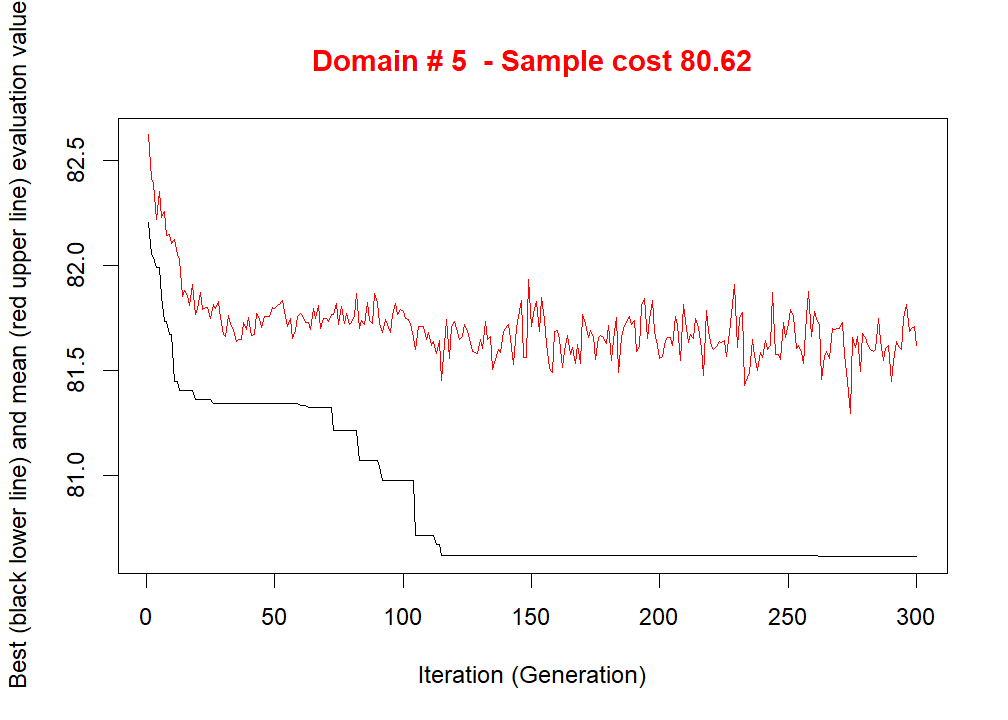 Domain # 5  - Sample cost 80.62
Best (black lower line) and mean (red upper line) evaluation value
82.5
82.0
81.5
81.0
0 50 100 150 200 250 300
Iteration (Generation)